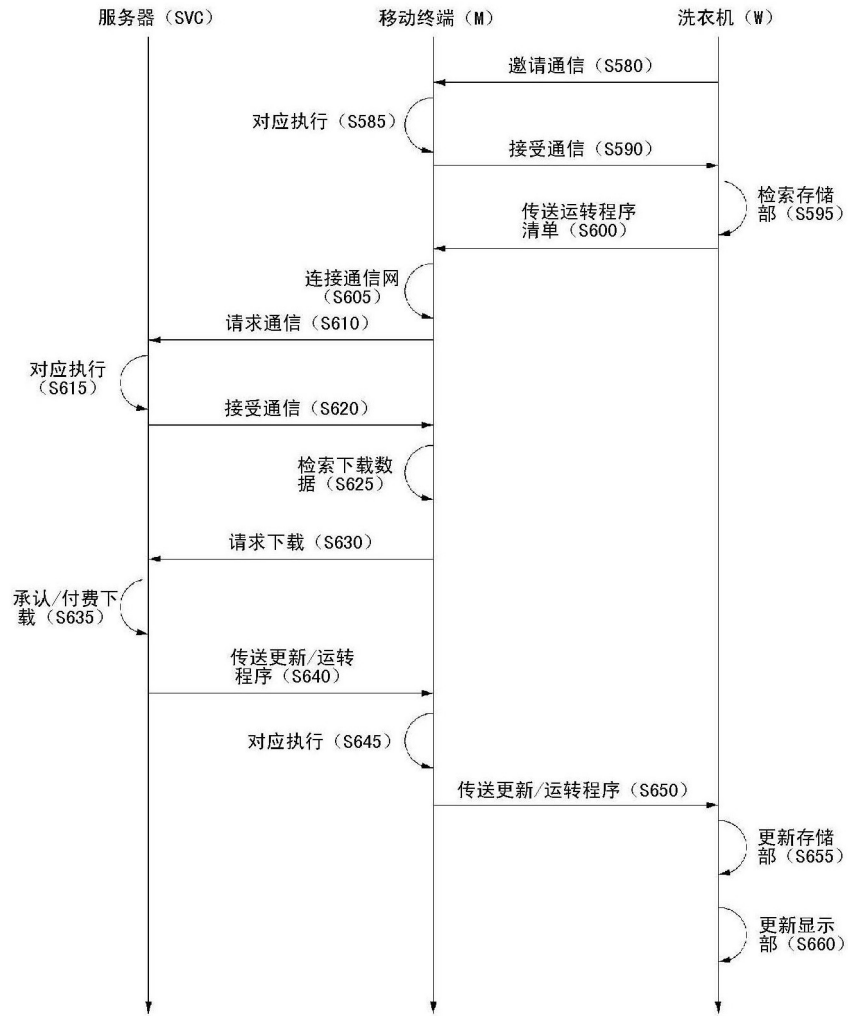 服务器（SVC）
移动终端（M）
洗衣机（W）
邀请通信（S580）
对应执行（S585）
接受通信（S590）
检索存储
部（S595）
传送运转程序
清单（S600）
连接通信网
（S605）
请求通信（S610）
对应执行
（S615）
接受通信（S620）
检索下载数
据（S625）
请求下载（S630）
承认/付费下
载（S635）
传送更新/运转
程序（S640）
对应执行（S645）
传送更新/运转程序（S650）
更新存储
部（S655）
更新显示
部（S660）